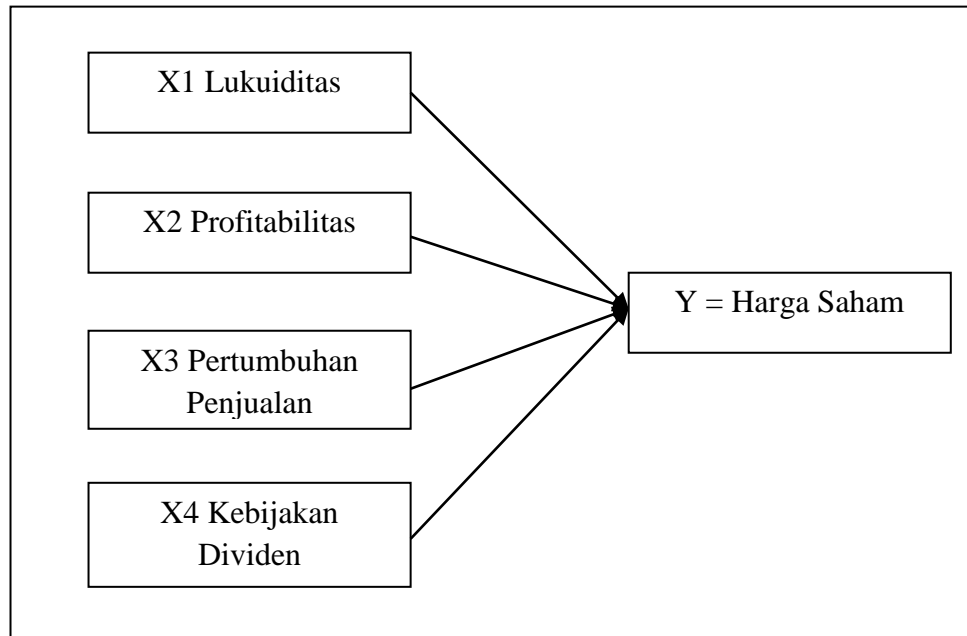 X1 Lukuiditas
X2 Profitabilitas
X3 Pertumbuhan
Penjualan
X4 Kebijakan
Dividen
Y = Harga Saham